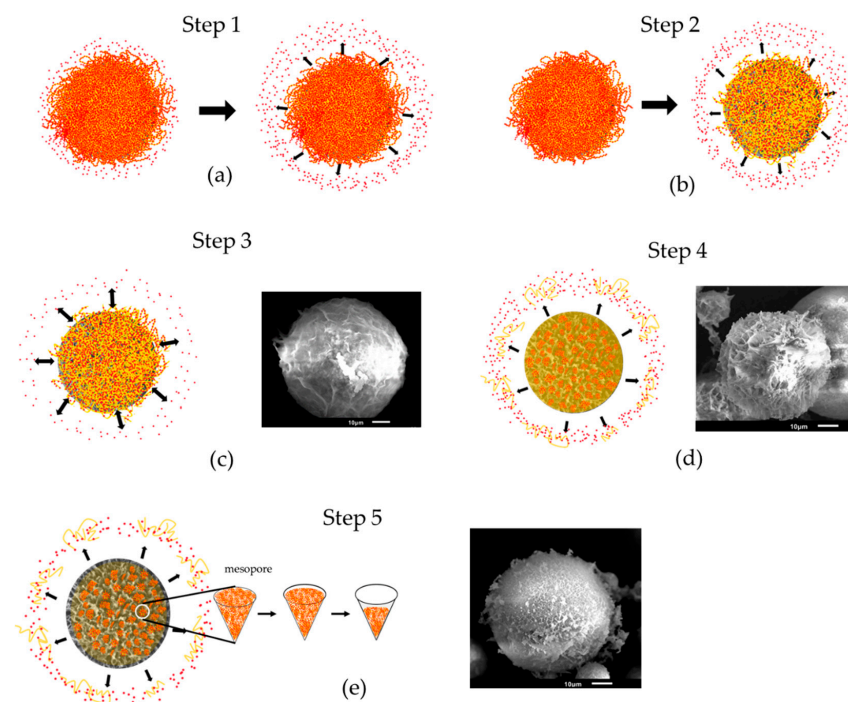 Step 1
Step 2
(a)
(b)
Step 3
Step 4
10μm
10μm
(c)
(d)
Step 5
mesopore
(e)
10μm